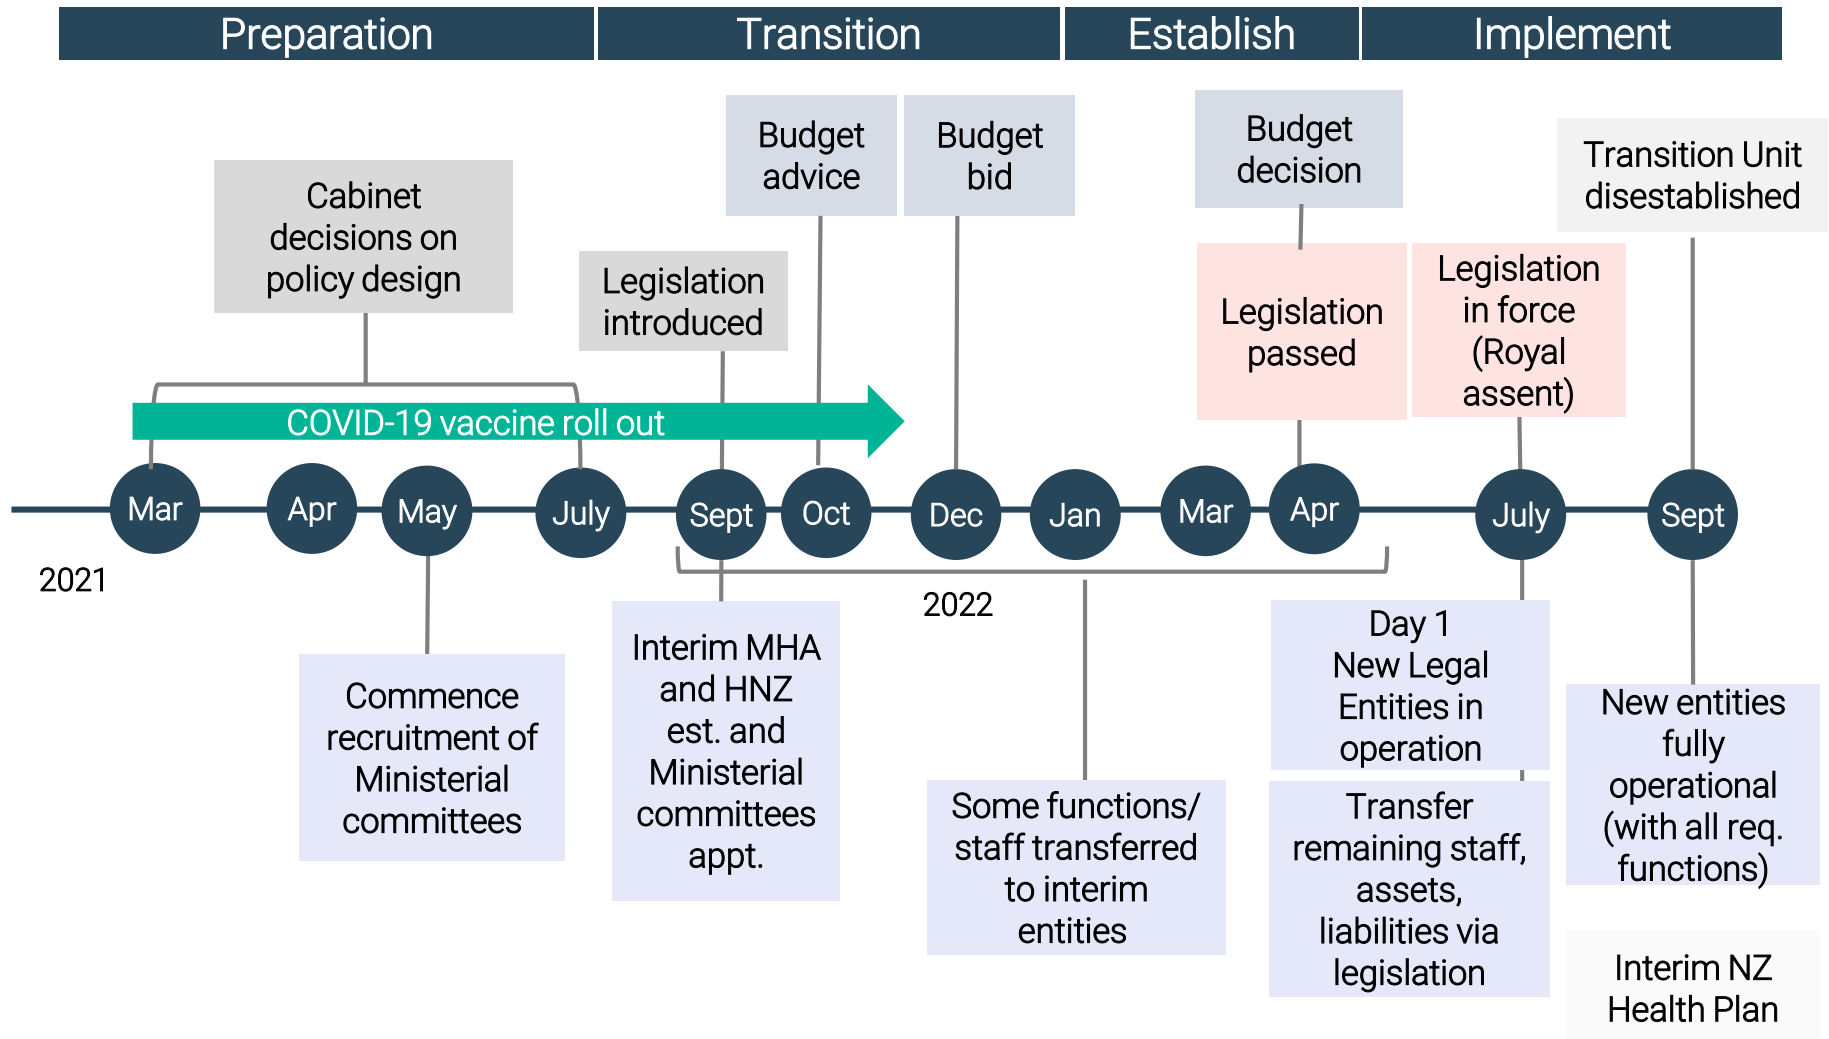 Preparation
Transition
Establish
Implement
Budget
advice
Budget
bid
Budget
decision
Transition Unit
disestablished
Cabinet
decisions on
policy design
Legislation
introduced
Legislation
passed
Legislation
in force
(Royal
assent)
COVID-19 vaccine roll out
Mar
Apr
May
July
Sept
Oct
Dec
Jan
Mar
Apr
July
Sept
2021
2022
Commence
recruitment of
Ministerial
committees
Interim MHA
and HNZ
est. and
Ministerial
committees
appt.
Some functions/
staff transferred
to interim
entities
Day 1
New Legal
Entities in
operation
Transfer
remaining staff,
assets,
liabilities via
legislation
New entities
fully
operational
(with all req.
functions)
Interim NZ
Health Plan